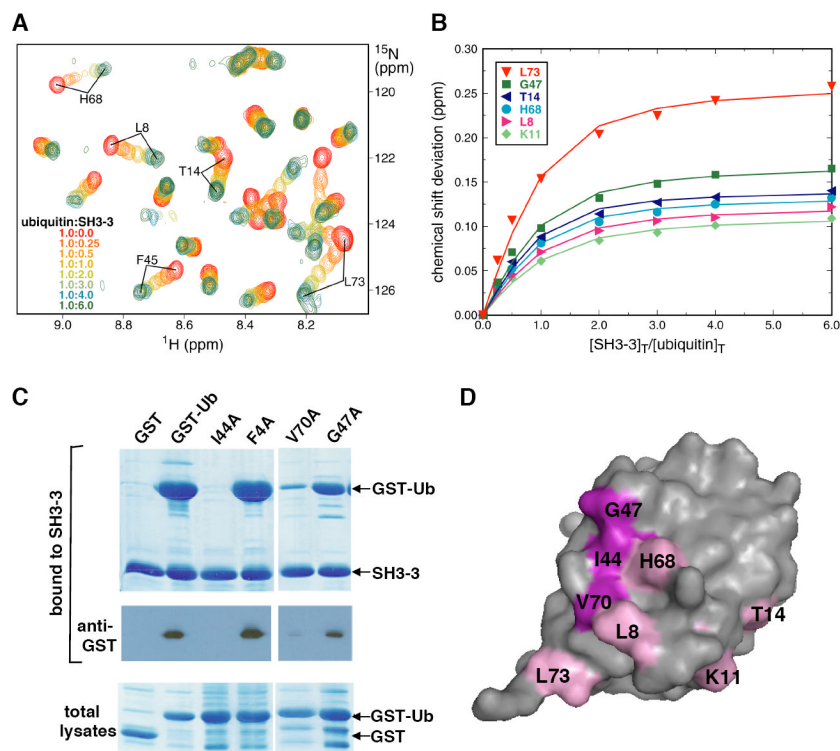 A
15N
(ppm)
120
122
124
126
H68
L8
T14
F45
L73
ubiquitin:SH3-3
1.0:0.0
1.0:0.25
1.0:0.5
1.0:1.0
1.0:2.0
1.0:3.0
1.0:4.0
1.0:6.0
9.0 8.8 8.6 8.4 8.2
1H (ppm)
B
chemical shift deviation (ppm)
0.30
0.25
0.20
0.15
0.10
0.05
0.00
L73
G47
T14
H68
L8
K11
0.0 1.0 2.0 3.0 4.0 5.0 6.0
[SH3-3]T/[ubiquitin]T
C
GST GST-Ub I44A F4A V70A G47A
bound to SH3-3
GST-Ub
SH3-3
anti-
GST
total
lysates
GST-Ub
GST
D
G47
I44
H68
V70
L8
T14
L73
K11